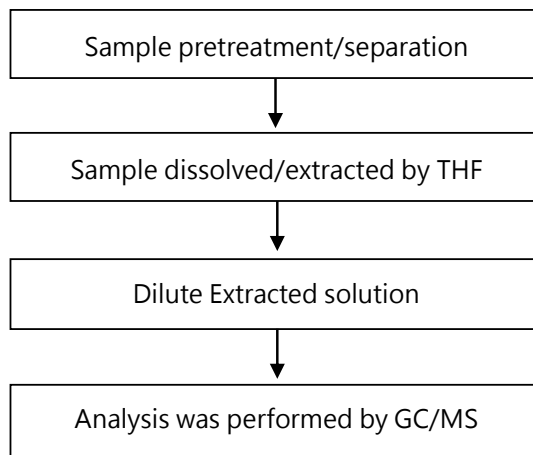 Sample pretreatment/separation
Sample dissolved/extracted by THF
Dilute Extracted solution
Analysis was performed by GC/MS